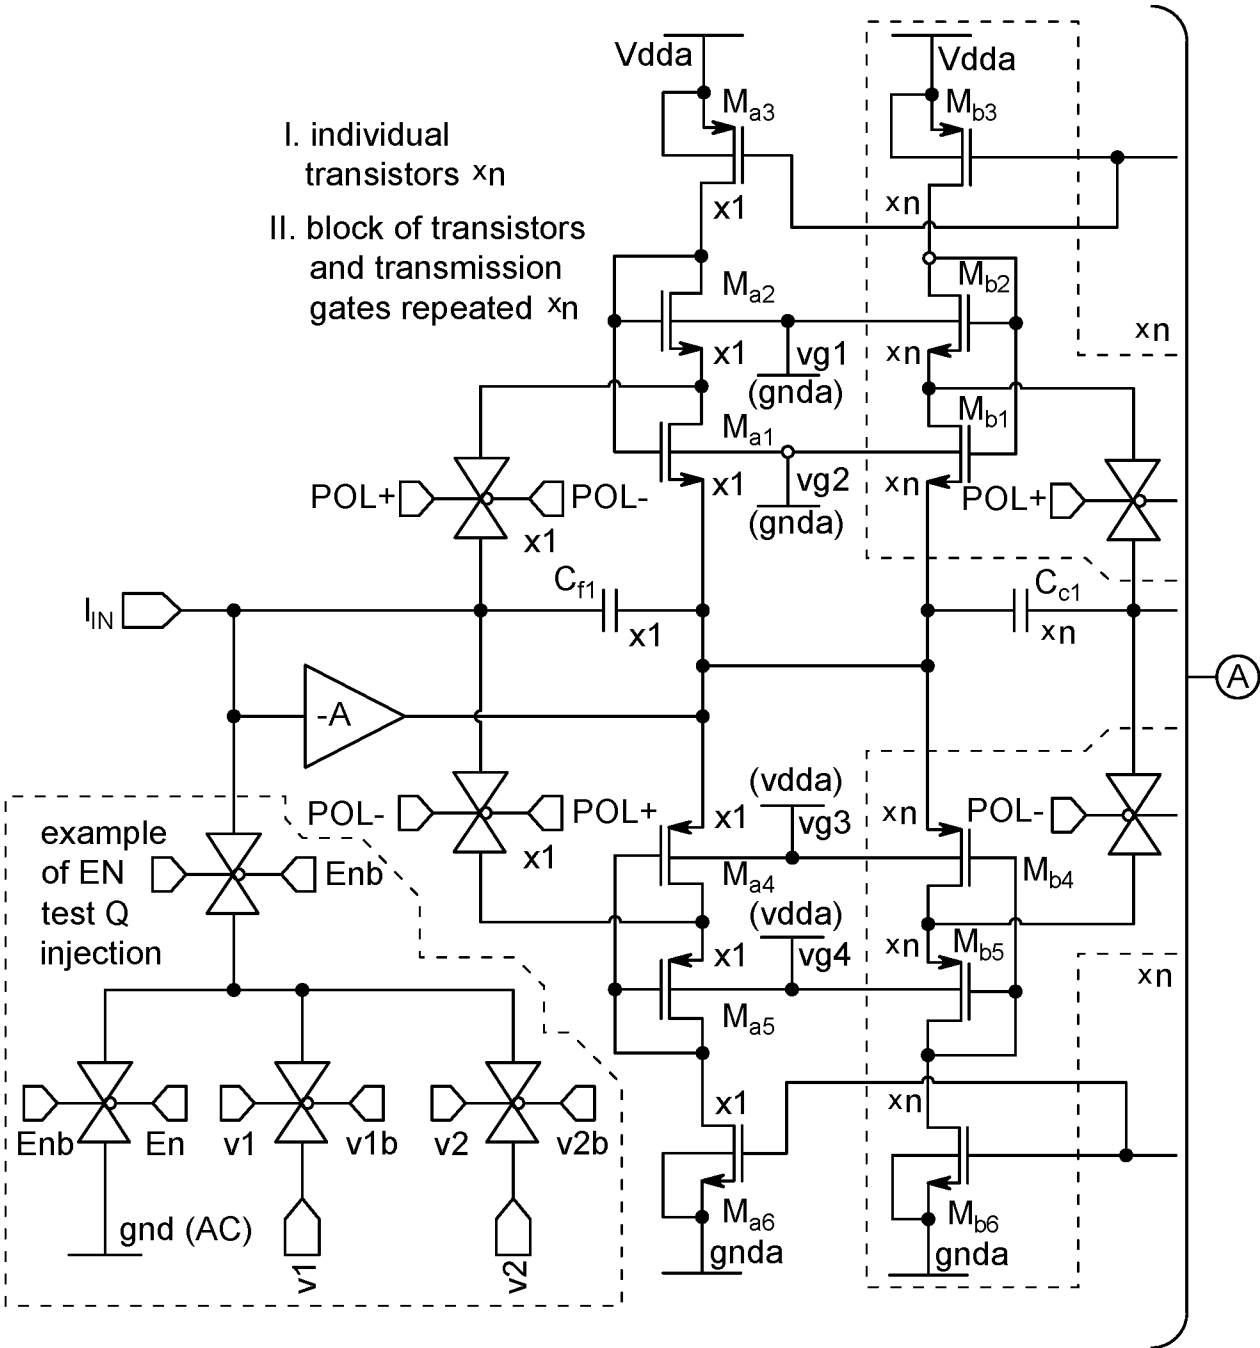 Vdda
Vdda
Ma3
Mb3
I. individual
transistors xn
x1
xn
II. block of transistors
and transmission
gates repeated xn
Ma2
Mb2
x1
vg1
xn
xn
(gnda)
Ma1
Mb1
x1
vg2
xn
POL+
POL-
POL+
(gnda)
x1
Cf1
Cc1
IIN
x1
xn
A
-A
(vdda)
POL-
POL+
x1
vg3
xn
POL-
example
of EN
test Q
injection
x1
Enb
Ma4
Mb4
(vdda)
x1
vg4
xn
Mb5
xn
Ma5
x1
xn
Enb
En
v1
v1b
v2
v2b
gnd (AC)
v1
v2
Ma6
Mb6
gnda
gnda